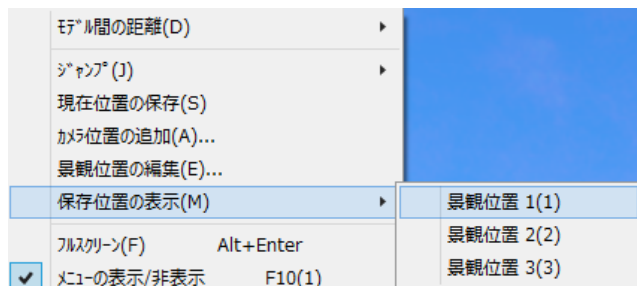 ﾓﾃﾞﾙ間の距離(D)
ｼﾞｬﾝﾌﾟ(J)
現在位置の保存(S)
ｶﾒﾗ位置の追加(A)...
景観位置の編集(E)...
保存位置の表示(M)
景観位置 1(1)
景観位置 2(2)
ﾌﾙｽｸﾘｰﾝ(F) Alt+Enter
景観位置 3(3)
ﾒﾆｭｰの表示/非表示 F10(1)